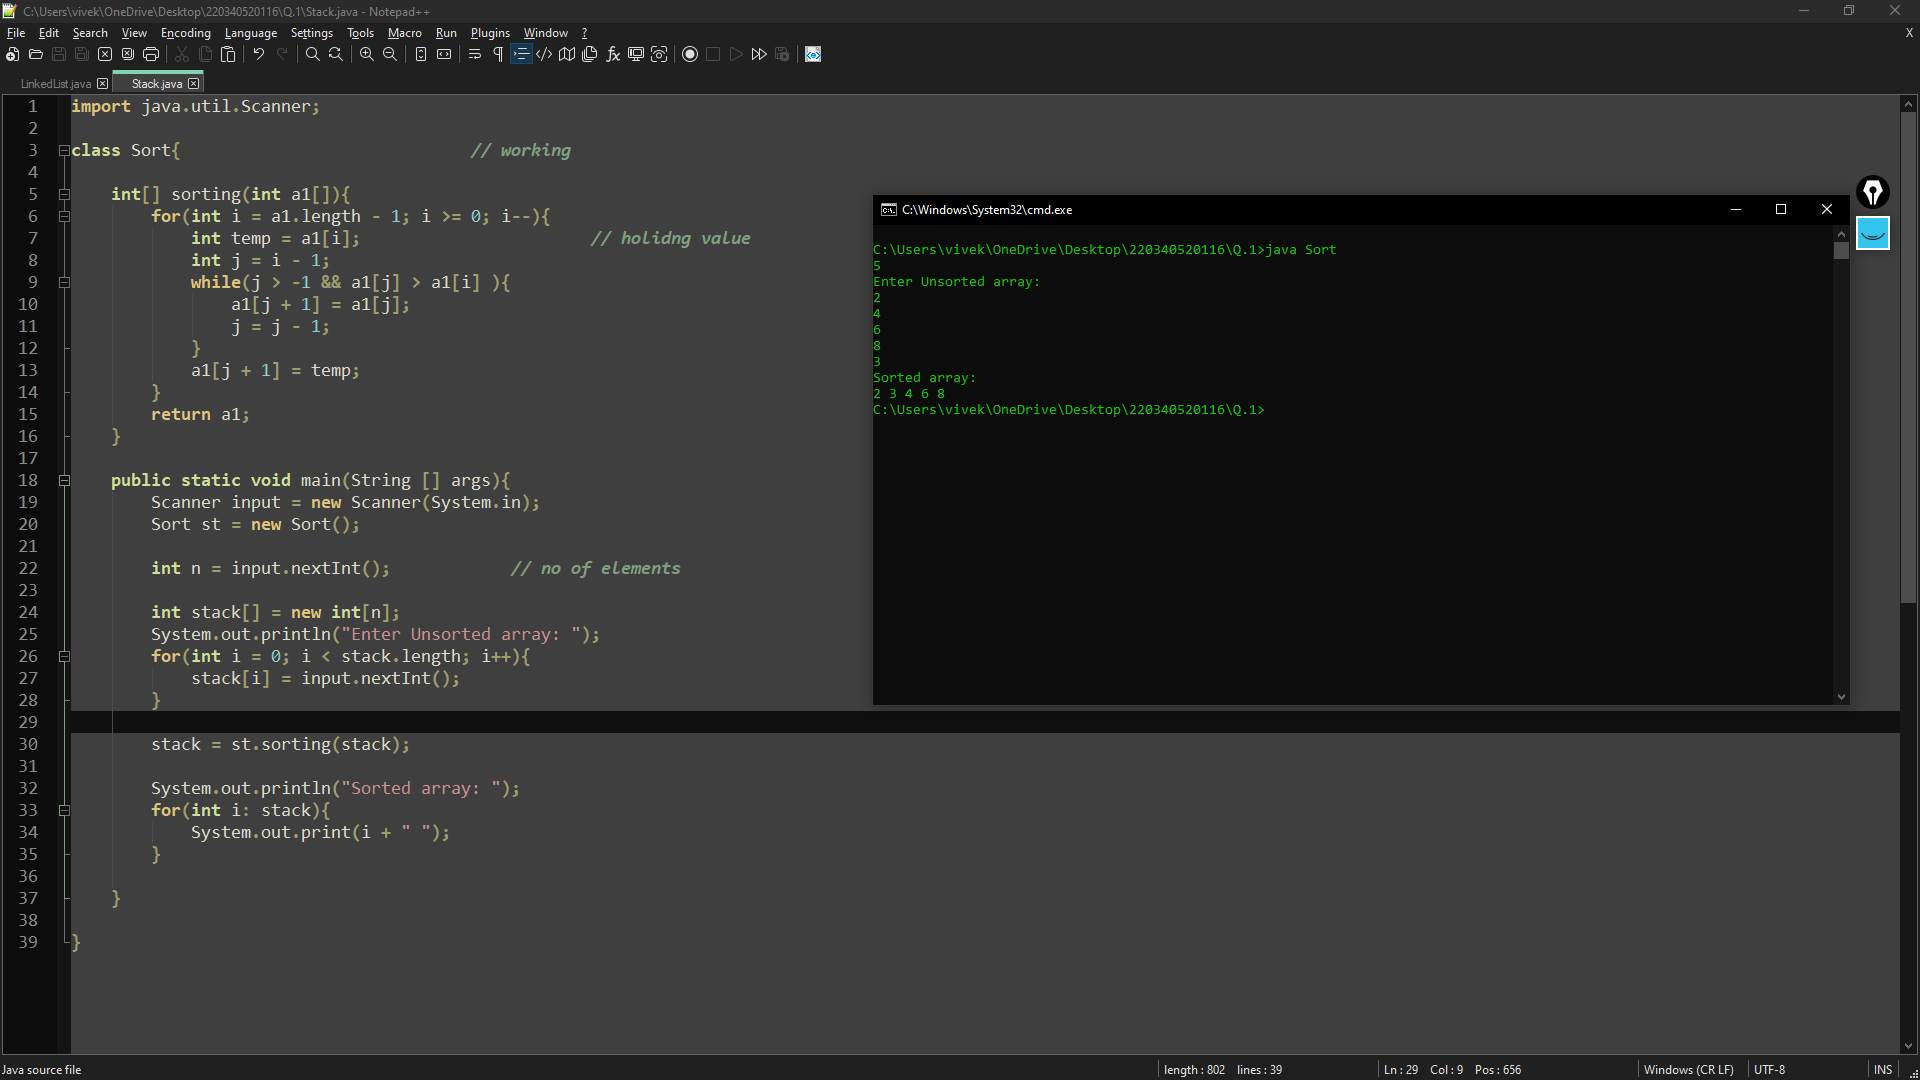 C:\Users\vivek\OneDrive\Desktop\220340520116\Q.1\Stack.java - Notepad++
File Edit Search View Encoding Language Settings Tools Macro Run Plugins Window ? X
LinkedList.java Stack.java
1 import java.util.Scanner;
2
3 class Sort{ // working
4
5 int[] sorting(int a1[]){
6 for(int i = a1.length - 1; i >= 0; i--){
7 int temp = a1[i]; // holidng value
8 int j = i - 1;
9 while(j > -1 && a1[j] > a1[i] ){
10 a1[j + 1] = a1[j];
11 j = j - 1;
12 }
13 a1[j + 1] = temp;
14 }
15 return a1;
16 }
17
18 public static void main(String [] args){
19 Scanner input = new Scanner(System.in);
20 Sort st = new Sort();
21
22 int n = input.nextInt(); // no of elements
23
24 int stack[] = new int[n];
25 System.out.println("Enter Unsorted array: ");
26 for(int i = 0; i < stack.length; i++){
27 stack[i] = input.nextInt();
28 }
29
30 stack = st.sorting(stack);
31
32 System.out.println("Sorted array: ");
33 for(int i: stack){
34 System.out.print(i + " ");
35 }
36
37 }
38
39 }
C:\Windows\System32\cmd.exe
C:\Users\vivek\OneDrive\Desktop\220340520116\Q.1>java Sort
5
Enter Unsorted array:
2
4
6
8
3
Sorted array:
2 3 4 6 8
C:\Users\vivek\OneDrive\Desktop\220340520116\Q.1>
Java source file length : 802 lines : 39 Ln : 29 Col : 9 Pos : 656 Windows (CR LF) UTF-8 INS